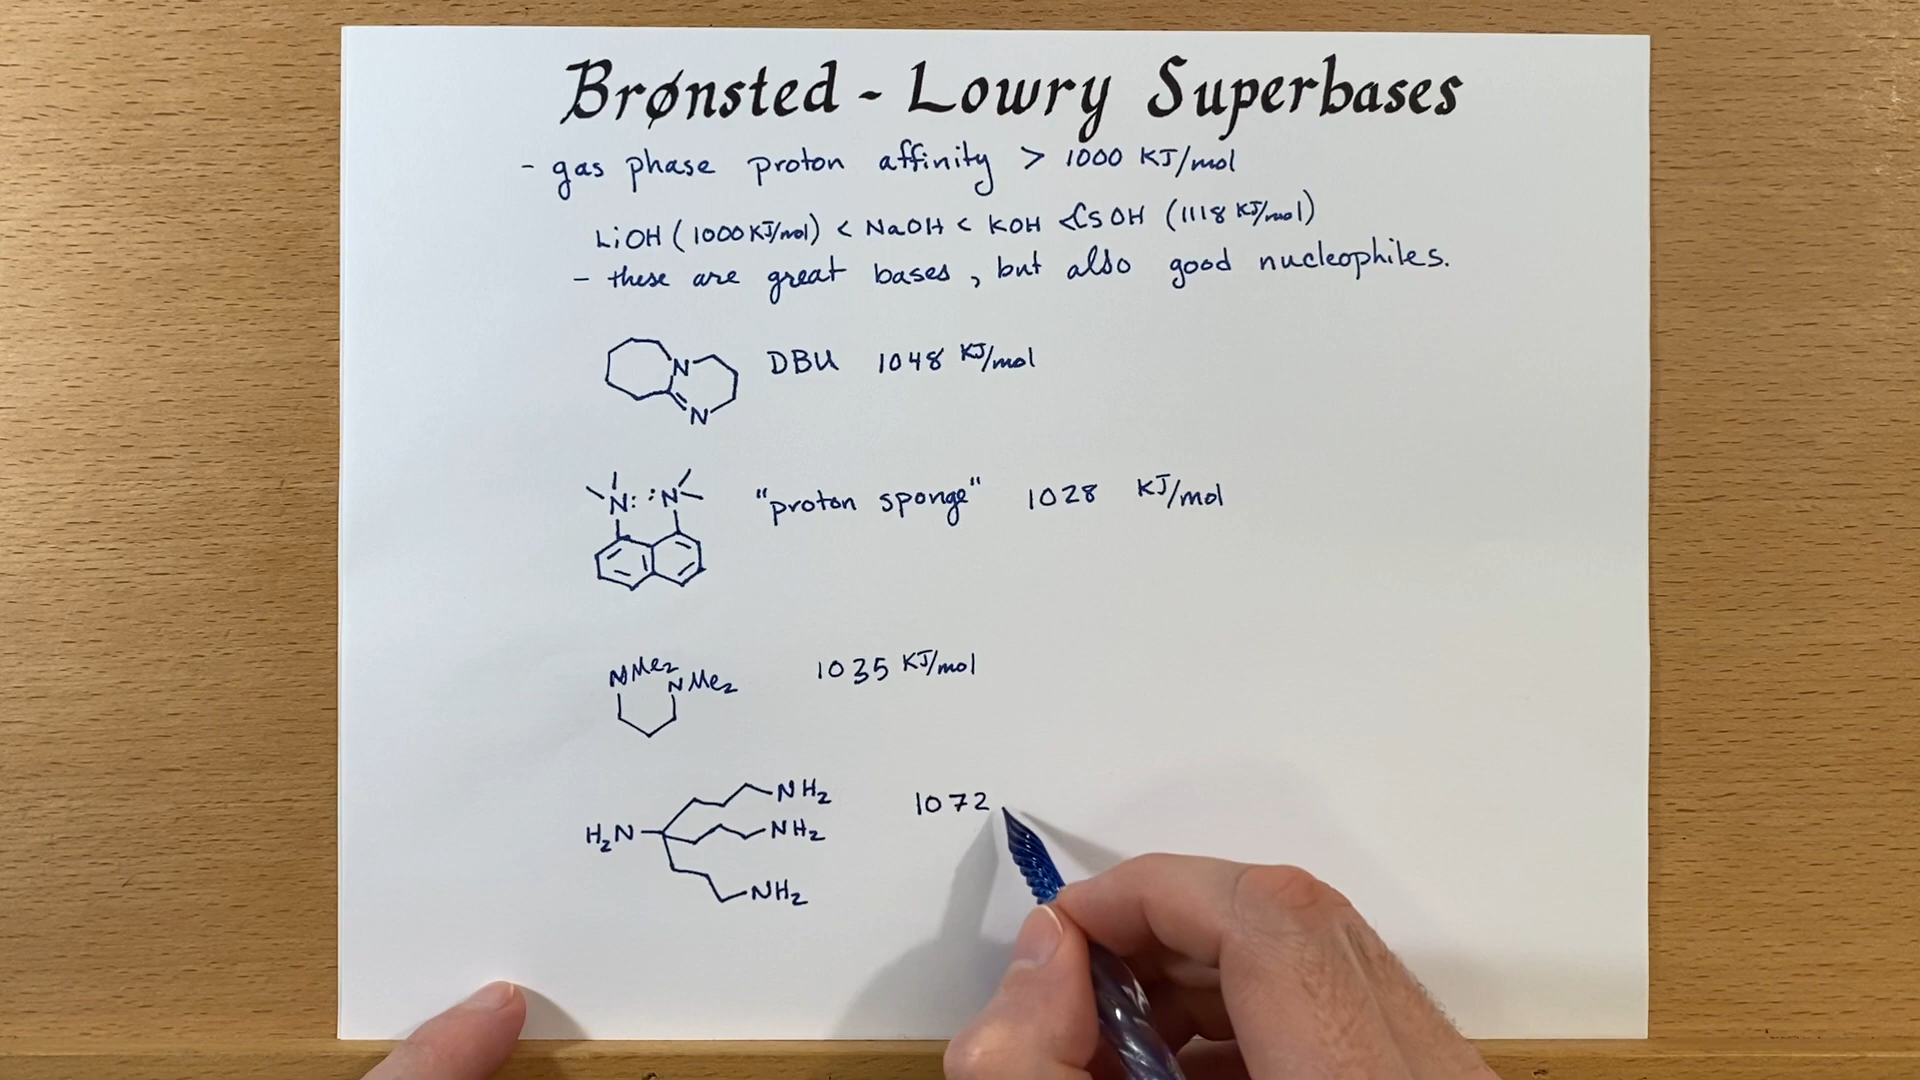 Brønsted - Lowry Superbases
- gas phase proton affinity > 1000 KJ/mol
LiOH (1000 KJ/mol) < NaOH < KOH < CsOH (1118 KJ/mol)
- these are great bases, but also good nucleophiles.
N
N
DBU 1048 KJ/mol
N: :N "proton sponge" 1028 KJ/mol
NMe2
NMe2
1035 KJ/mol
NH2
H2N
NH2
NH2
1072